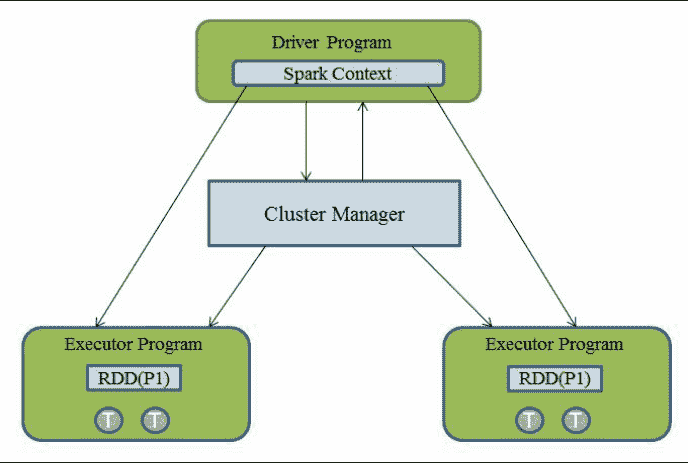 Driver Program
Spark Context
Cluster Manager
Executor Program
RDD(P1)
T T
Executor Program
RDD(P1)
T T